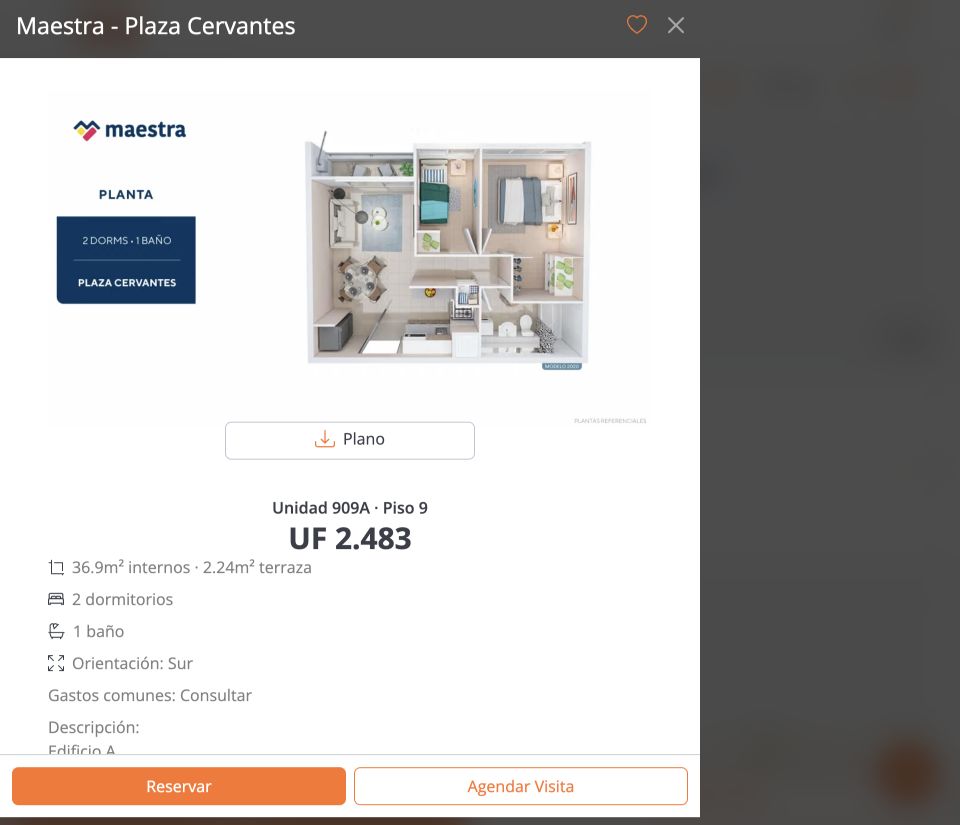 Maestra - Plaza Cervantes
maestra
PLANTA
2 DORMS • 1 BAÑO
PLAZA CERVANTES
MODELO 2003
PLANTAS REFERENCIALES
Plano
Unidad 909A · Piso 9
UF 2.483
36.9m² internos · 2.24m² terraza
2 dormitorios
1 baño
Orientación: Sur
Gastos comunes: Consultar
Descripción:
Edificio A
Reservar
Agendar Visita